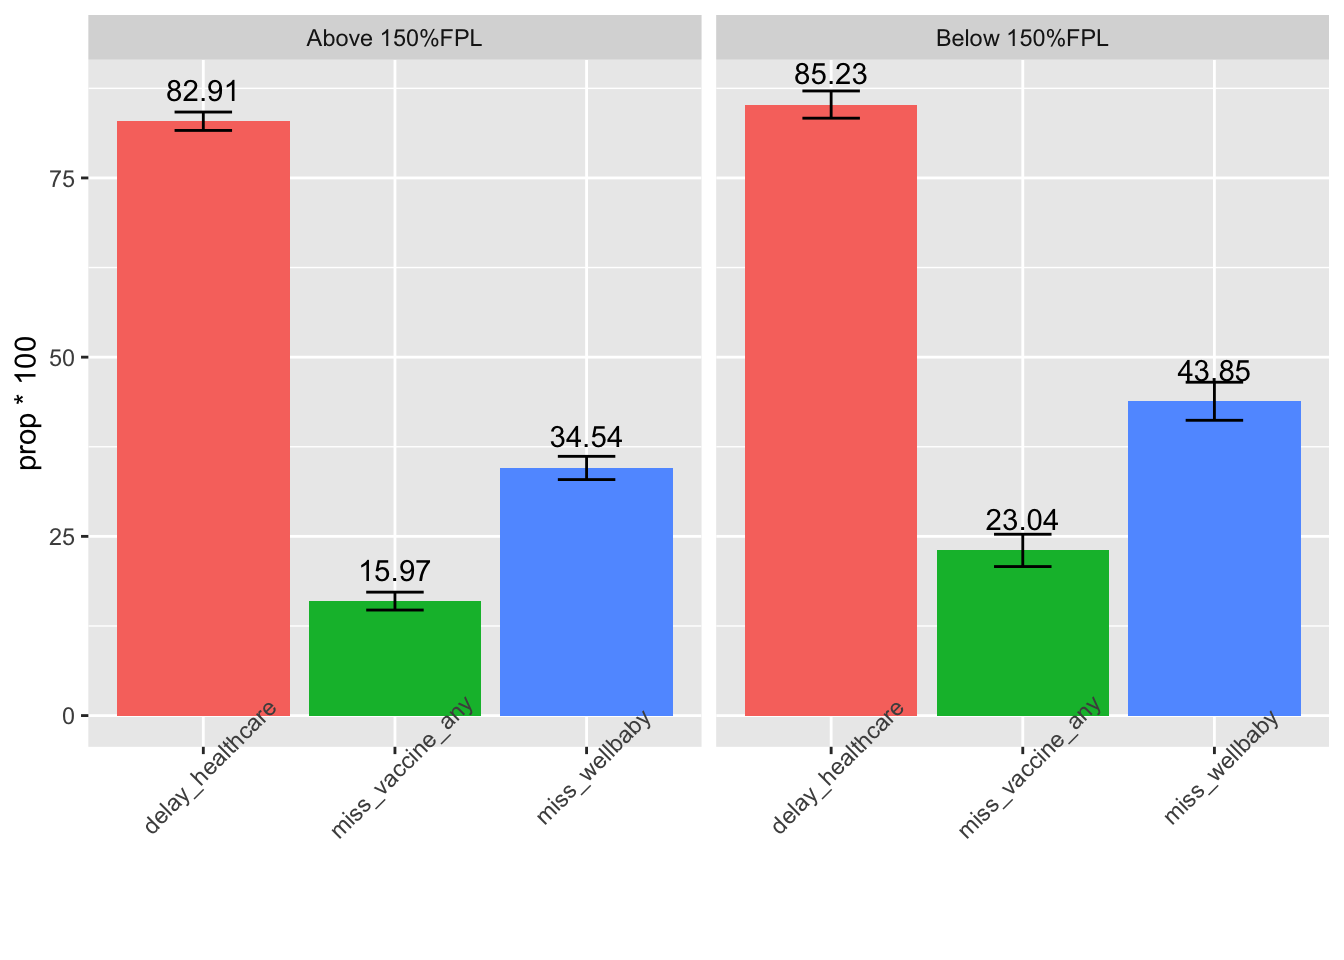 Above 150%FPL
Below 150%FPL
prop * 100
75
50
25
0
82.91
15.97
34.54
85.23
23.04
43.85
delay_healthcare
miss_vaccine_any
miss_wellbaby
delay_healthcare
miss_vaccine_any
miss_wellbaby